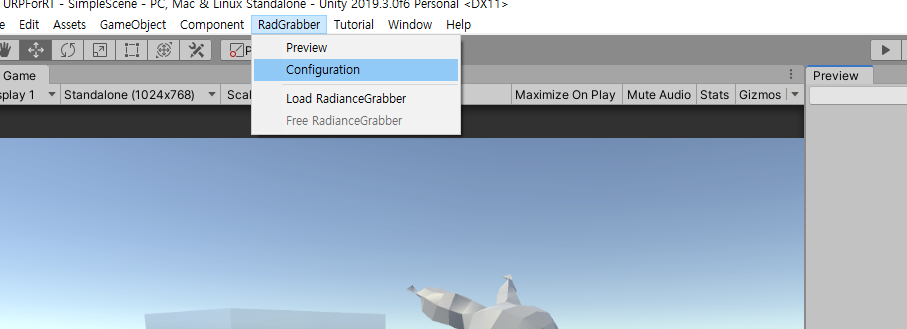 URPForRT - SimpleScene - PC, Mac & Linux Standalone - Unity 2019.3.0f6 Personal <DX11>
Edit Assets GameObject Component RadGrabber Tutorial Window Help
Preview
Configuration
Load RadianceGrabber
Free RadianceGrabber
Game
Preview
Standalone (1024x768) Maximize On Play Mute Audio Stats Gizmos